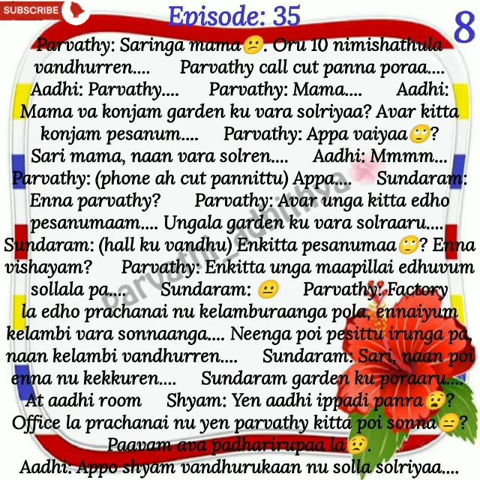 SUBSCRIBE
Episode: 35
8
Parvathy: Saringa mama😕. Oru 10 nimishathula
vandhurren.... Parvathy call cut panna poraa....
Aadhi: Parvathy.... Parvathy: Mama.... Aadhi:
Mama va konjam garden ku vara solriyaa? Avar kitta
konjam pesanum.... Parvathy: Appa vaiyaa🙄?
Sari mama, naan vara solren.... Aadhi: Mmmm...
Parvathy: (phone ah cut pannittu) Appa.... Sundaram:
Enna parvathy? Parvathy: Avar unga kitta edho
pesanumaam.... Ungala garden ku vara solraaru....
Sundaram: (hall ku vandhu) Enkitta pesanumaa🙄? Enna
vishayam? Parvathy: Enkitta unga maapillai edhuvum
sollala pa.... Sundaram: 😐 Parvathy: Factory
la edho prachanai nu kelamburaanga pola, ennaiyum
kelambi vara sonnaanga.... Neenga poi pesittu irunga pa,
naan kelambi vandhurren.... Sundaram: Sari, naan poi
enna nu kekkuren.... Sundaram garden ku poraaru....
At aadhi room Shyam: Yen aadhi ippadi panra😧?
Office la prachanai nu yen parvathy kitta poi sonna😑?
Paavam ava padharirupaa la😟.
Aadhi: Appo shyam vandhurukaan nu solla solriyaa....
parvathi_adhithya